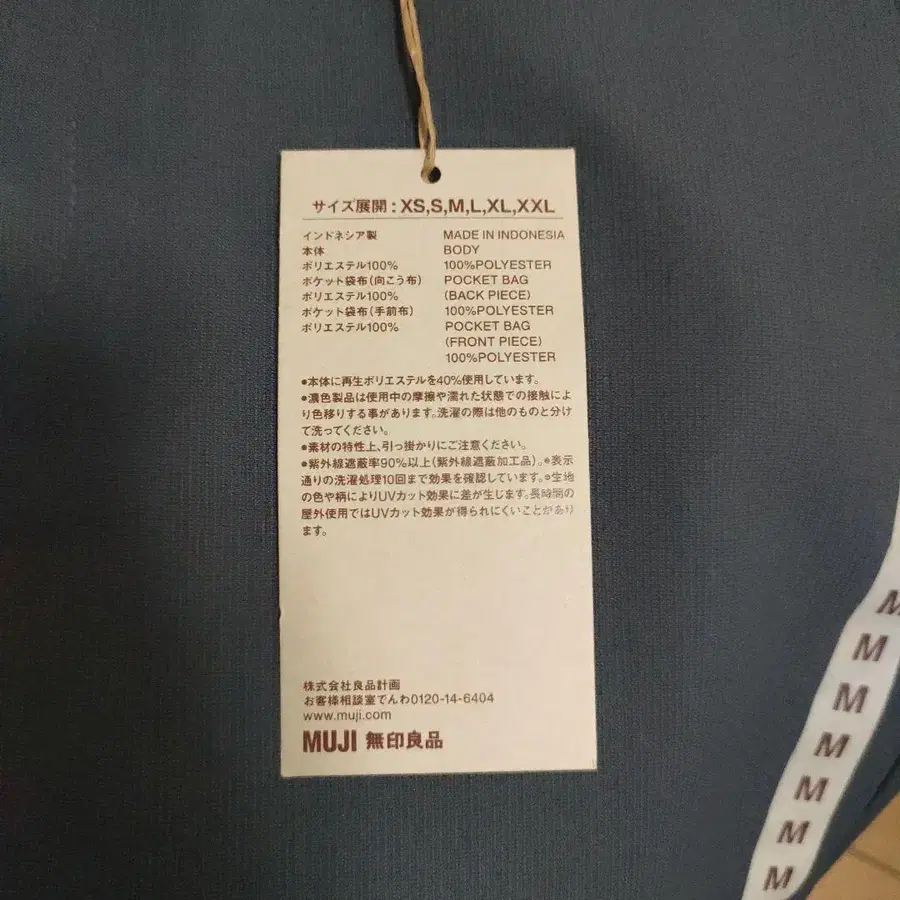 サイズ展開：XS,S,M,L,XL,XXL
インドネシア製 MADE IN INDONESIA
本体 BODY
ポリエステル100% 100%POLYESTER
ポケット袋布(向こう布) POCKET BAG
ポリエステル100% (BACK PIECE)
ポケット袋布(手前布) 100%POLYESTER
ポリエステル100% POCKET BAG
(FRONT PIECE)
100%POLYESTER
●本体に再生ポリエステルを40%使用しています。
●濃色製品は使用中の摩擦や濡れた状態での接触によ
り色移りする事があります。洗濯の際は他のものと分け
て洗ってください。
●素材の特性上、引っ掛かりにご注意ください。
●紫外線遮蔽率90%以上(紫外線遮蔽加工品)。●表示
通りの洗濯処理10回まで効果を確認しています。●生地
の色や柄によりUVカット効果に差が生じます。長時間の
屋外使用ではUVカット効果が得られにくいことがあり
ます。
株式会社良品計画
お客様相談室でんわ0120-14-6404
www.muji.com
MUJI 無印良品
M
M
M
M
M
M
M